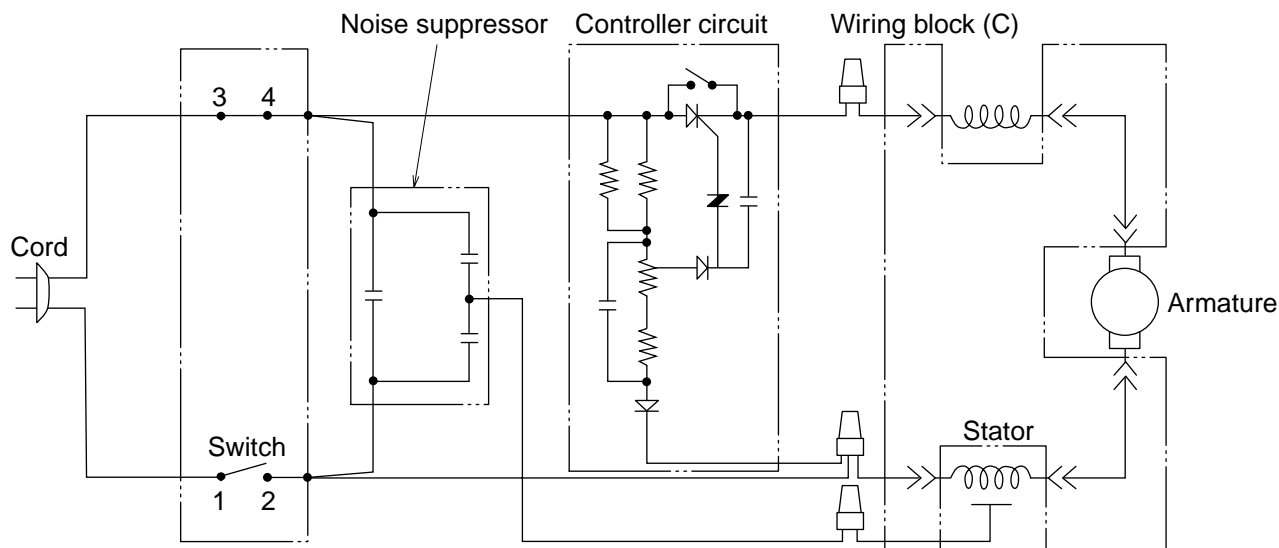 Noise suppressor
Controller circuit
Wiring block (C)
3 4
Cord
Armature
Switch
Stator
1 2